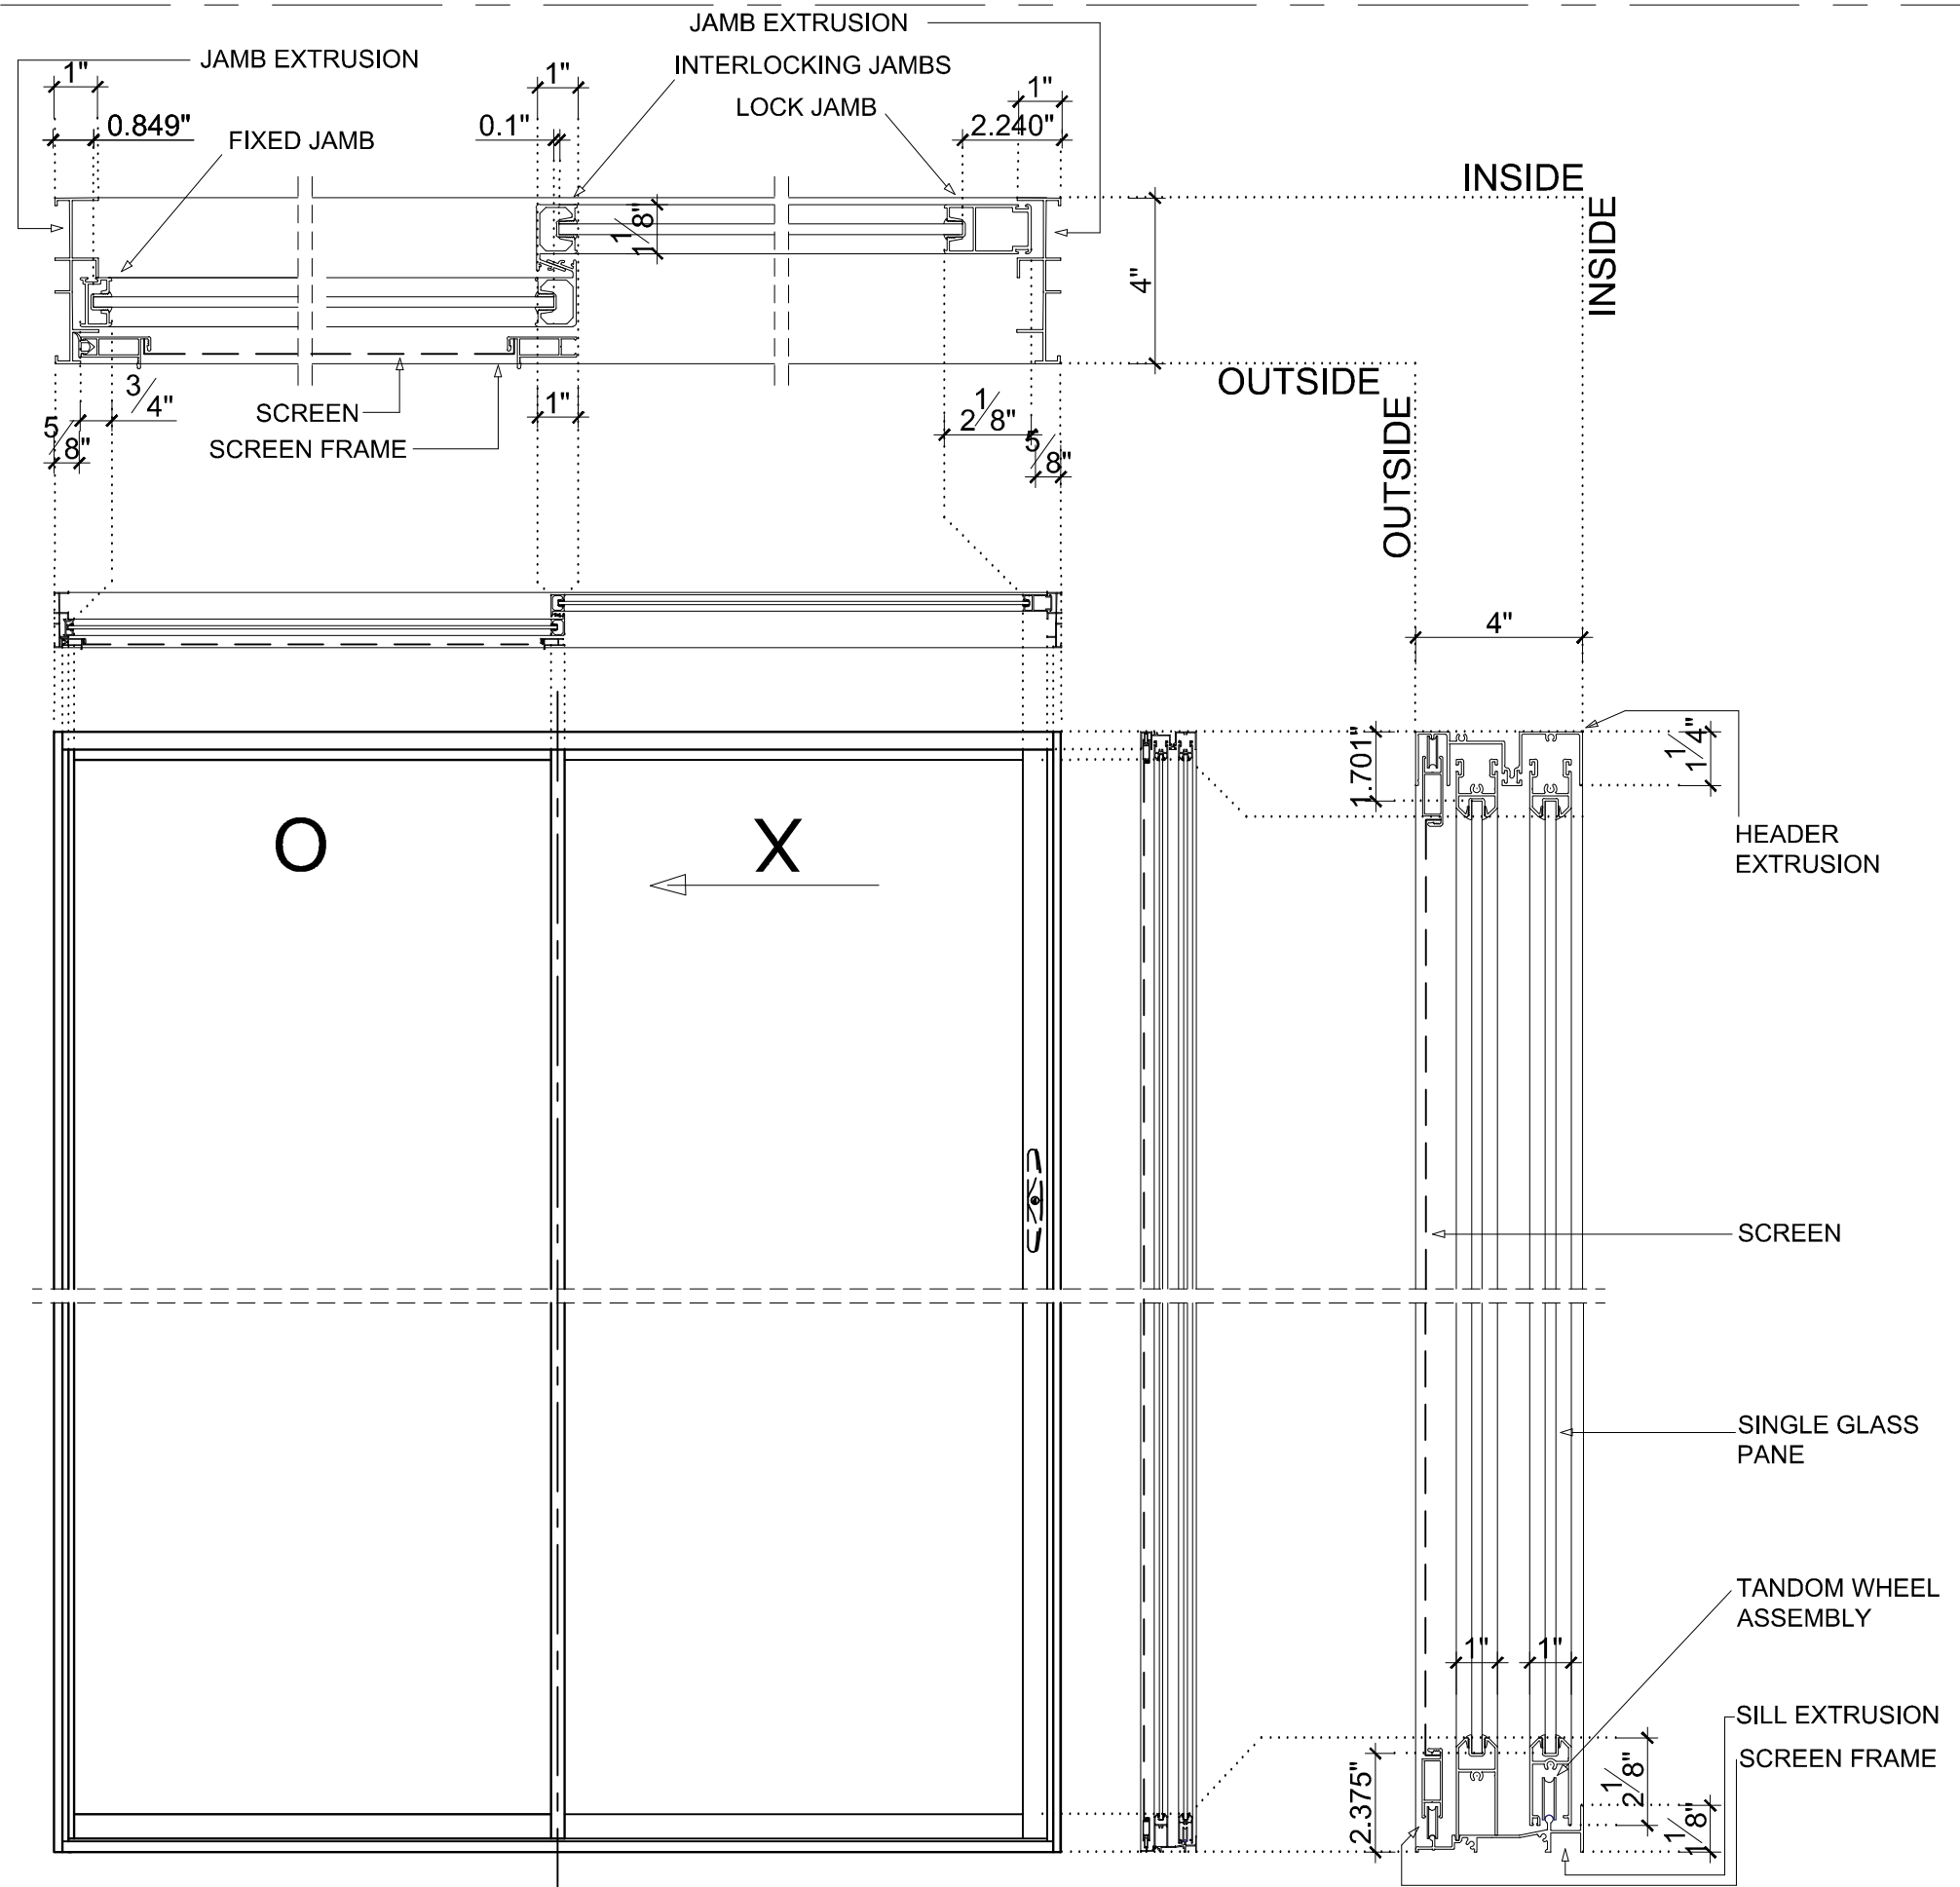 JAMB EXTRUSION
JAMB EXTRUSION
INTERLOCKING JAMBS
LOCK JAMB
1"
1"
1"
0.849"
0.1"
2.240"
FIXED JAMB
INSIDE
INSIDE
1 1/8"
4"
OUTSIDE
OUTSIDE
3/4"
5/8"
SCREEN
SCREEN FRAME
1"
2 1/8"
5/8"
4"
1.701"
1 1/4"
O
X
HEADER
EXTRUSION
SCREEN
SINGLE GLASS
PANE
TANDOM WHEEL
ASSEMBLY
1"
1"
SILL EXTRUSION
SCREEN FRAME
2.375"
2 1/8"
1 1/8"